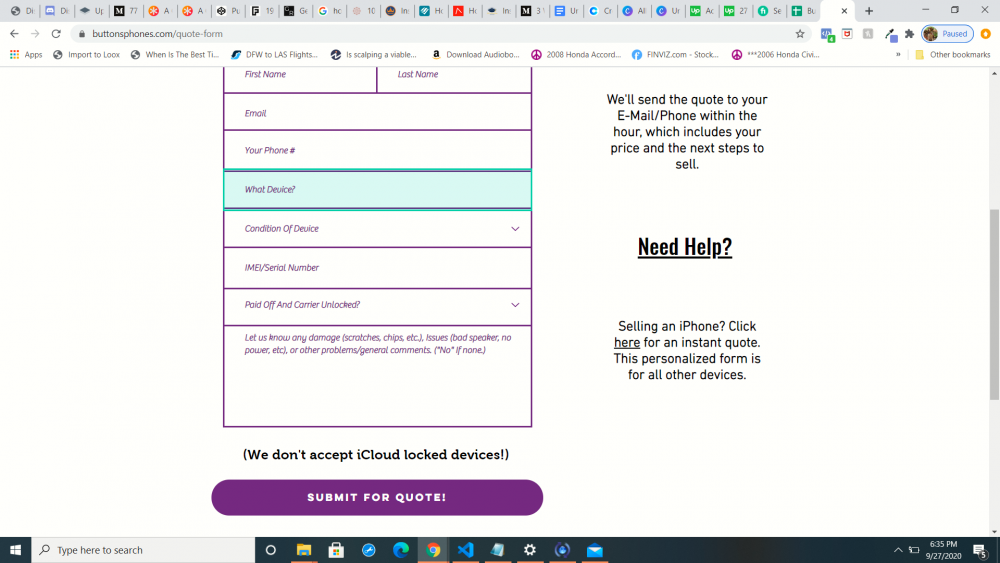 Di
Di
Up
77
A
A
Pu
19
Ge
ho
10
In
Ho
Ho
In
3
Un
Cr
Al
Ur
Ac
27
Se
Bu
buttonsphones.com/quote-form
4
Paused
Apps
Import to Loox
When Is The Best Ti...
DFW to LAS Flights...
Is scalping a viable...
Download Audiobo...
2008 Honda Accord...
FINVIZ.com - Stock...
***2006 Honda Civi...
»
Other bookmarks
First Name
Last Name
Email
Your Phone #
What Device?
Condition Of Device
IMEI/Serial Number
Paid Off And Carrier Unlocked?
Let us know any damage (scratches, chips, etc.), Issues (bad speaker, no
power, etc), or other problems/general comments. ("No" if none.)
(We don't accept iCloud locked devices!)
SUBMIT FOR QUOTE!
We'll send the quote to your
E-Mail/Phone within the
hour, which includes your
price and the next steps to
sell.
Need Help?
Selling an iPhone? Click
here for an instant quote.
This personalized form is
for all other devices.
Type here to search
6:35 PM
9/27/2020
5